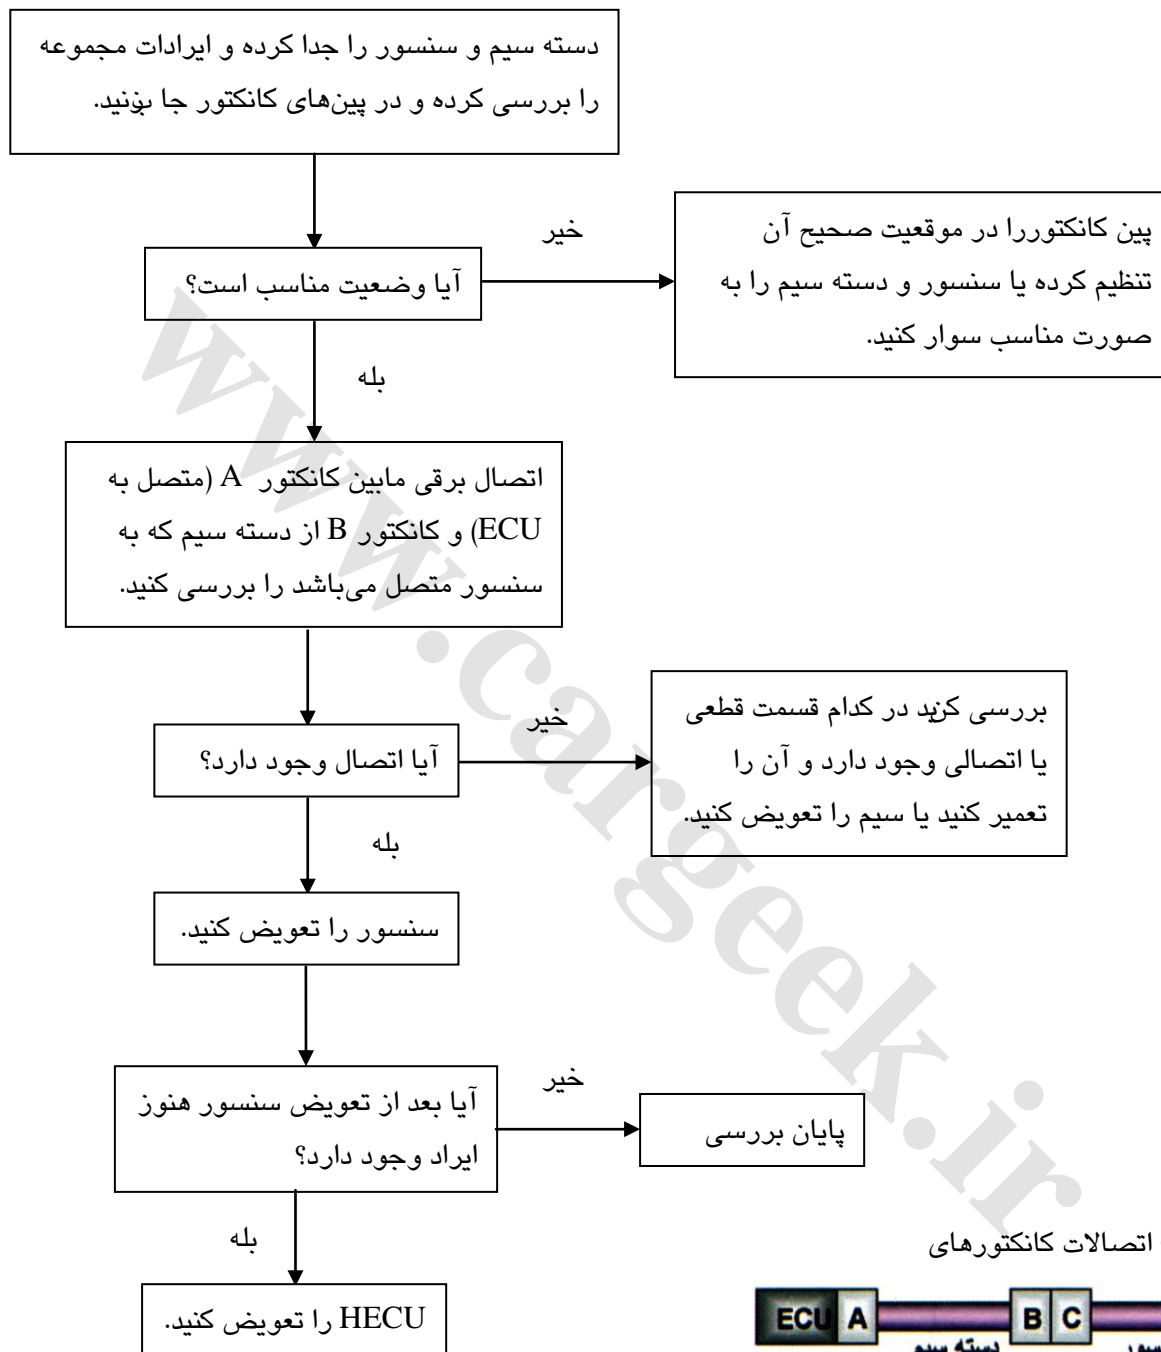 دسته سیم و سنسور را جدا کرده و ایرادات مجموعه
را بررسی کرده و در پین‌های کانکتور جا بزنید.
آیا وضعیت مناسب است؟
خیر
پین کانکتوررا در موقعیت صحیح آن
تنظیم کرده یا سنسور و دسته سیم را به
صورت مناسب سوار کنید.
بله
اتصال برقی مابین کانکتور A (متصل به
ECU) و کانکتور B از دسته سیم که به
سنسور متصل می‌باشد را بررسی کنید.
آیا اتصال وجود دارد؟
خیر
بررسی کنید در کدام قسمت قطعی
یا اتصالی وجود دارد و آن را
تعمیر کنید یا سیم را تعویض کنید.
بله
سنسور را تعویض کنید.
آیا بعد از تعویض سنسور هنوز
ایراد وجود دارد؟
خیر
پایان بررسی
بله
HECU را تعویض کنید.
اتصالات کانکتورهای
ECU A B C
دسته سیم
www.cargeek.ir